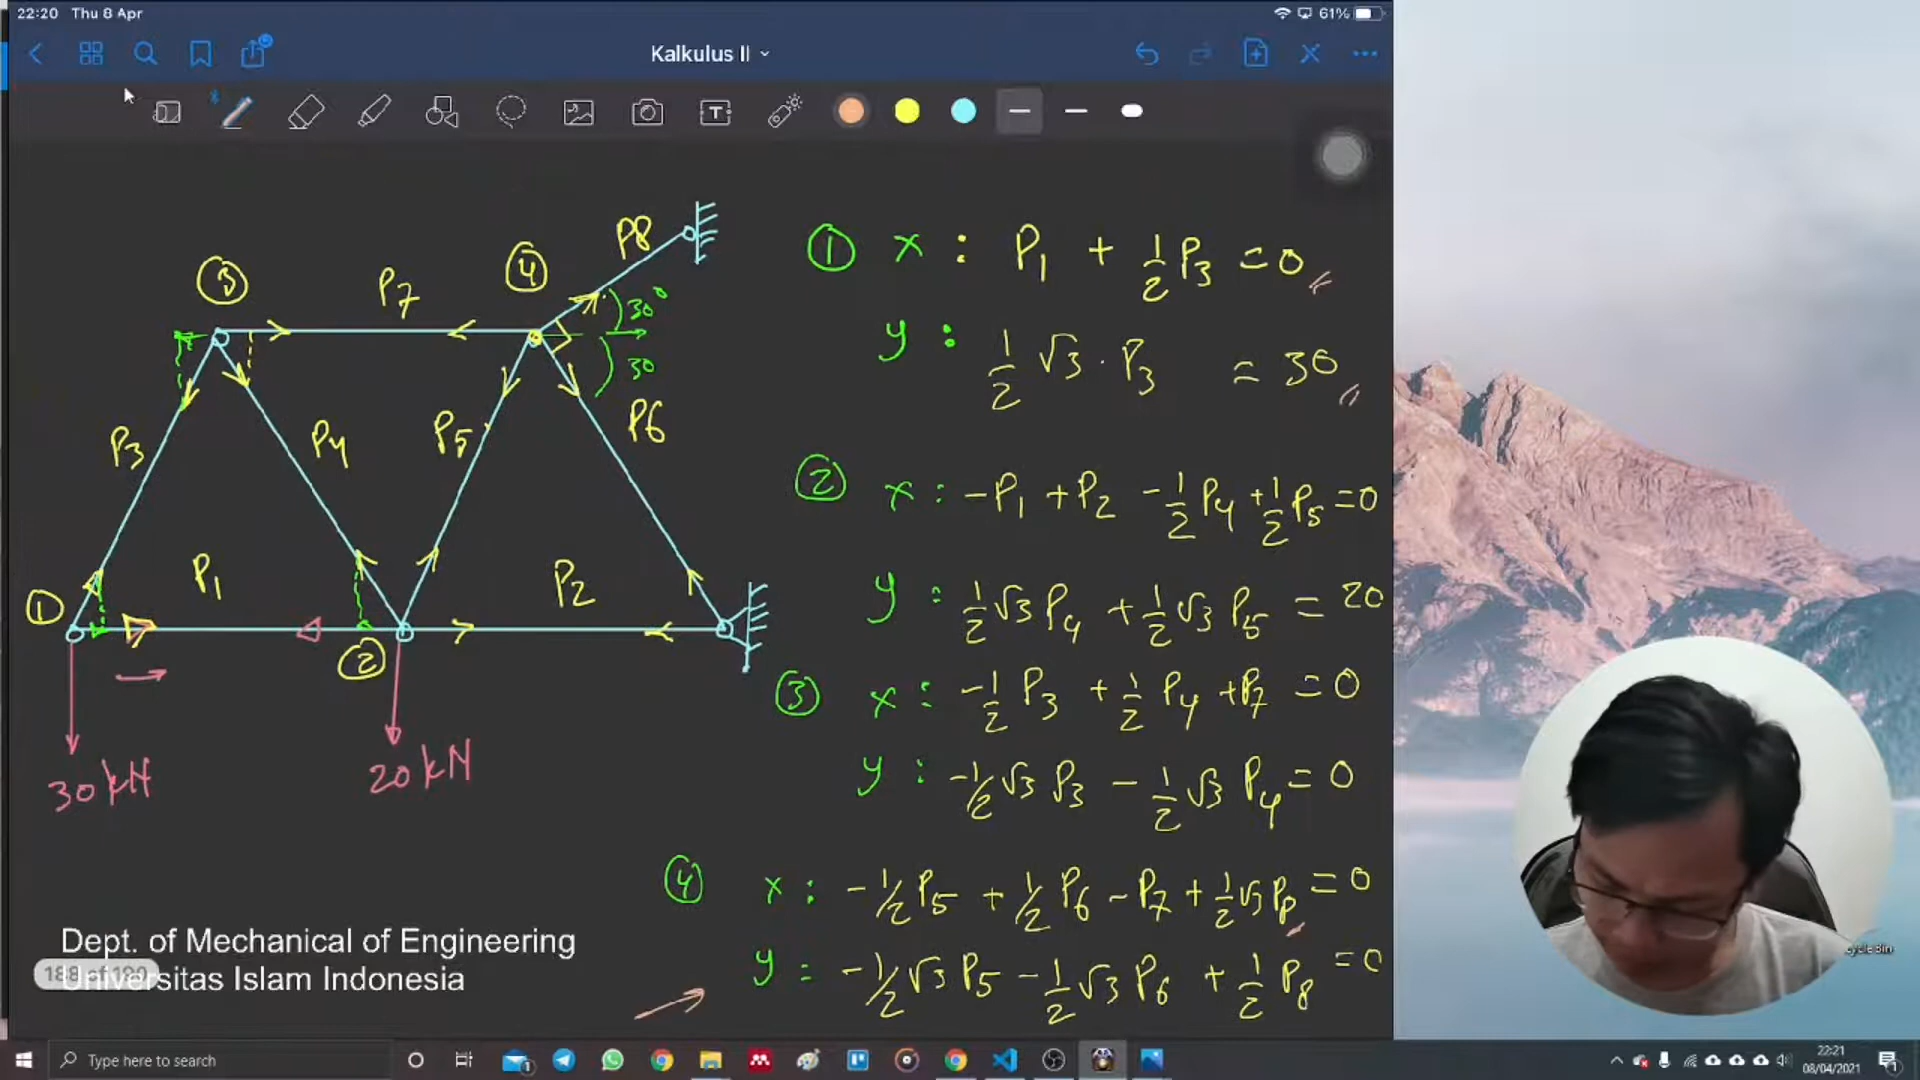 22:20 Thu 8 Apr
61%
Kalkulus II
P8
④
③
P7
30°
30
P6
P3
P4
P5
①
P1
P2
②
30 kN
20 kN
① x : P1 + 1/2 P3 = 0
y : 1/2 √3 . P3 = 30
② x : -P1 + P2 - 1/2 P4 + 1/2 P5 = 0
y : 1/2 √3 P4 + 1/2 √3 P5 = 20
③ x : -1/2 P3 + 1/2 P4 + P7 = 0
y : -1/2 √3 P3 - 1/2 √3 P4 = 0
④ x : -1/2 P5 + 1/2 P6 - P7 + 1/2 √3 P8 = 0
y = -1/2 √3 P5 - 1/2 √3 P6 + 1/2 P8 = 0
Dept. of Mechanical of Engineering
Universitas Islam Indonesia
cycle Bin
Type here to search
22:21
08/04/2021